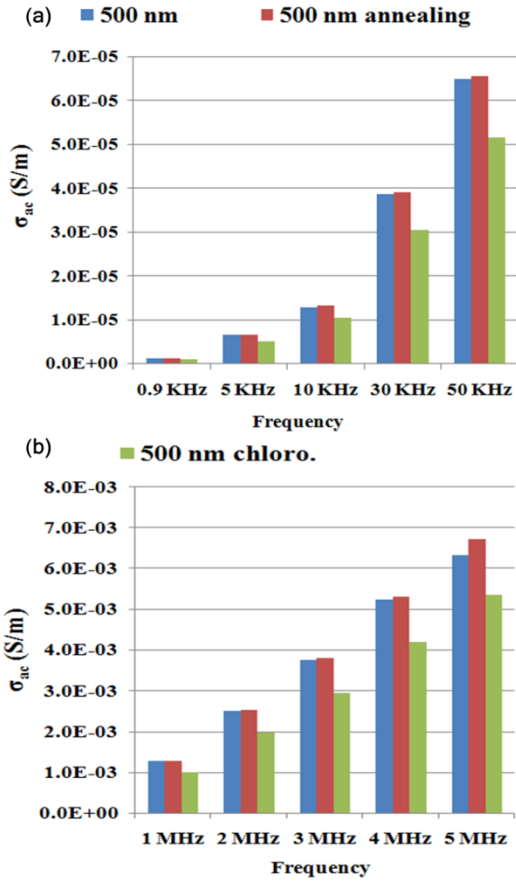 (a)
500 nm
500 nm annealing
7.0E-05
6.0E-05
5.0E-05
4.0E-05
3.0E-05
2.0E-05
1.0E-05
0.0E+00
σac (S/m)
0.9 KHz 5 KHz 10 KHz 30 KHz 50 KHz
Frequency
(b)
500 nm chloro.
8.0E-03
7.0E-03
6.0E-03
5.0E-03
4.0E-03
3.0E-03
2.0E-03
1.0E-03
0.0E+00
σac (S/m)
1 MHz 2 MHz 3 MHz 4 MHz 5 MHz
Frequency